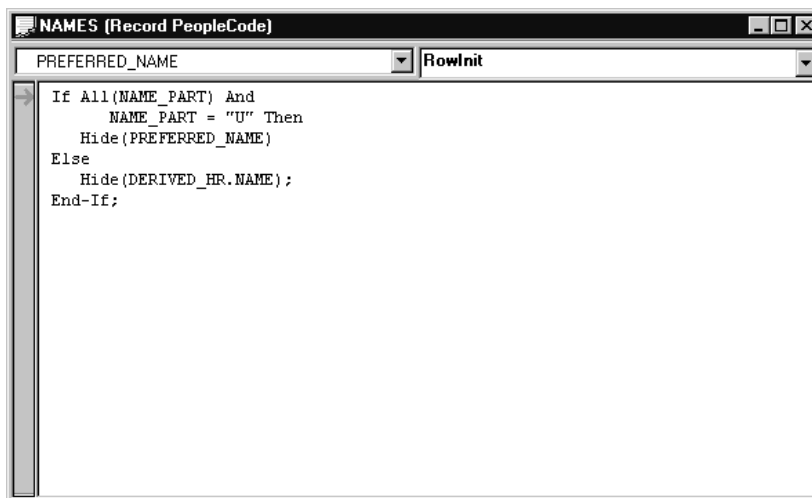 NAMES (Record PeopleCode)
PREFERRED_NAME RowInit
If All(NAME_PART) And
NAME_PART = "U" Then
Hide(PREFERRED_NAME)
Else
Hide(DERIVED_HR.NAME);
End-If;